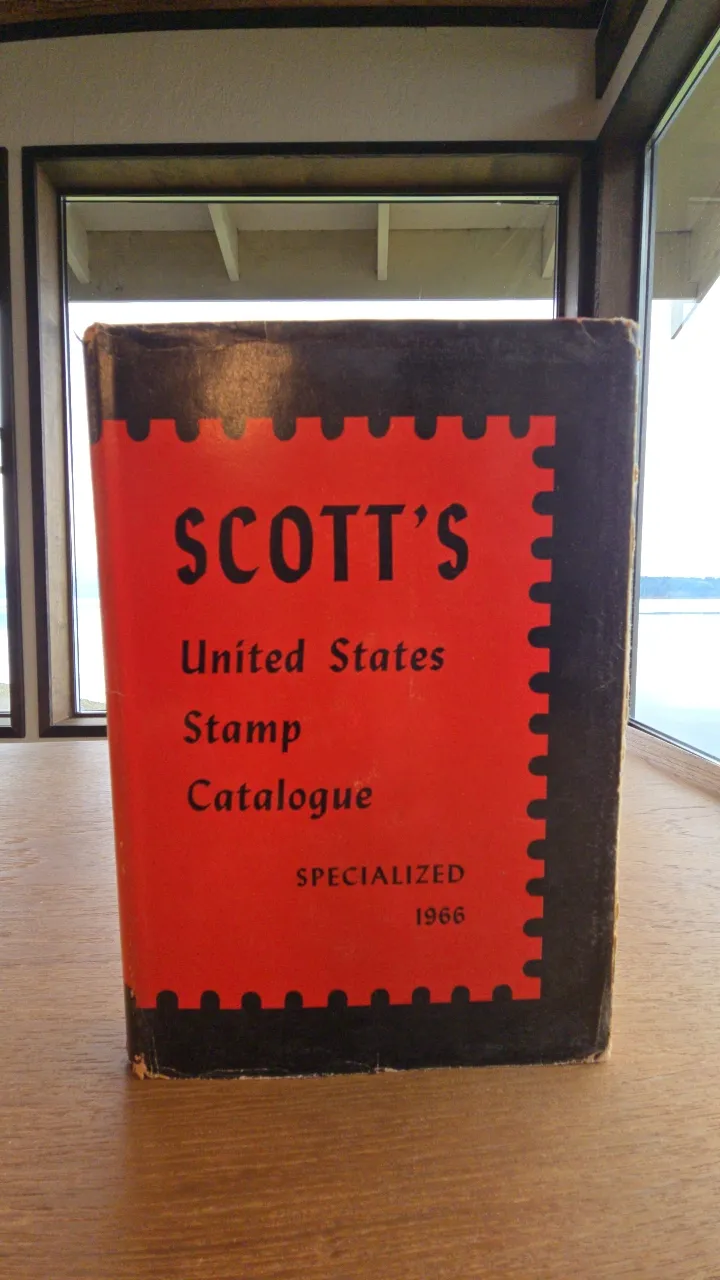 SCOTT'S
United States
Stamp
Catalogue
SPECIALIZED
1966